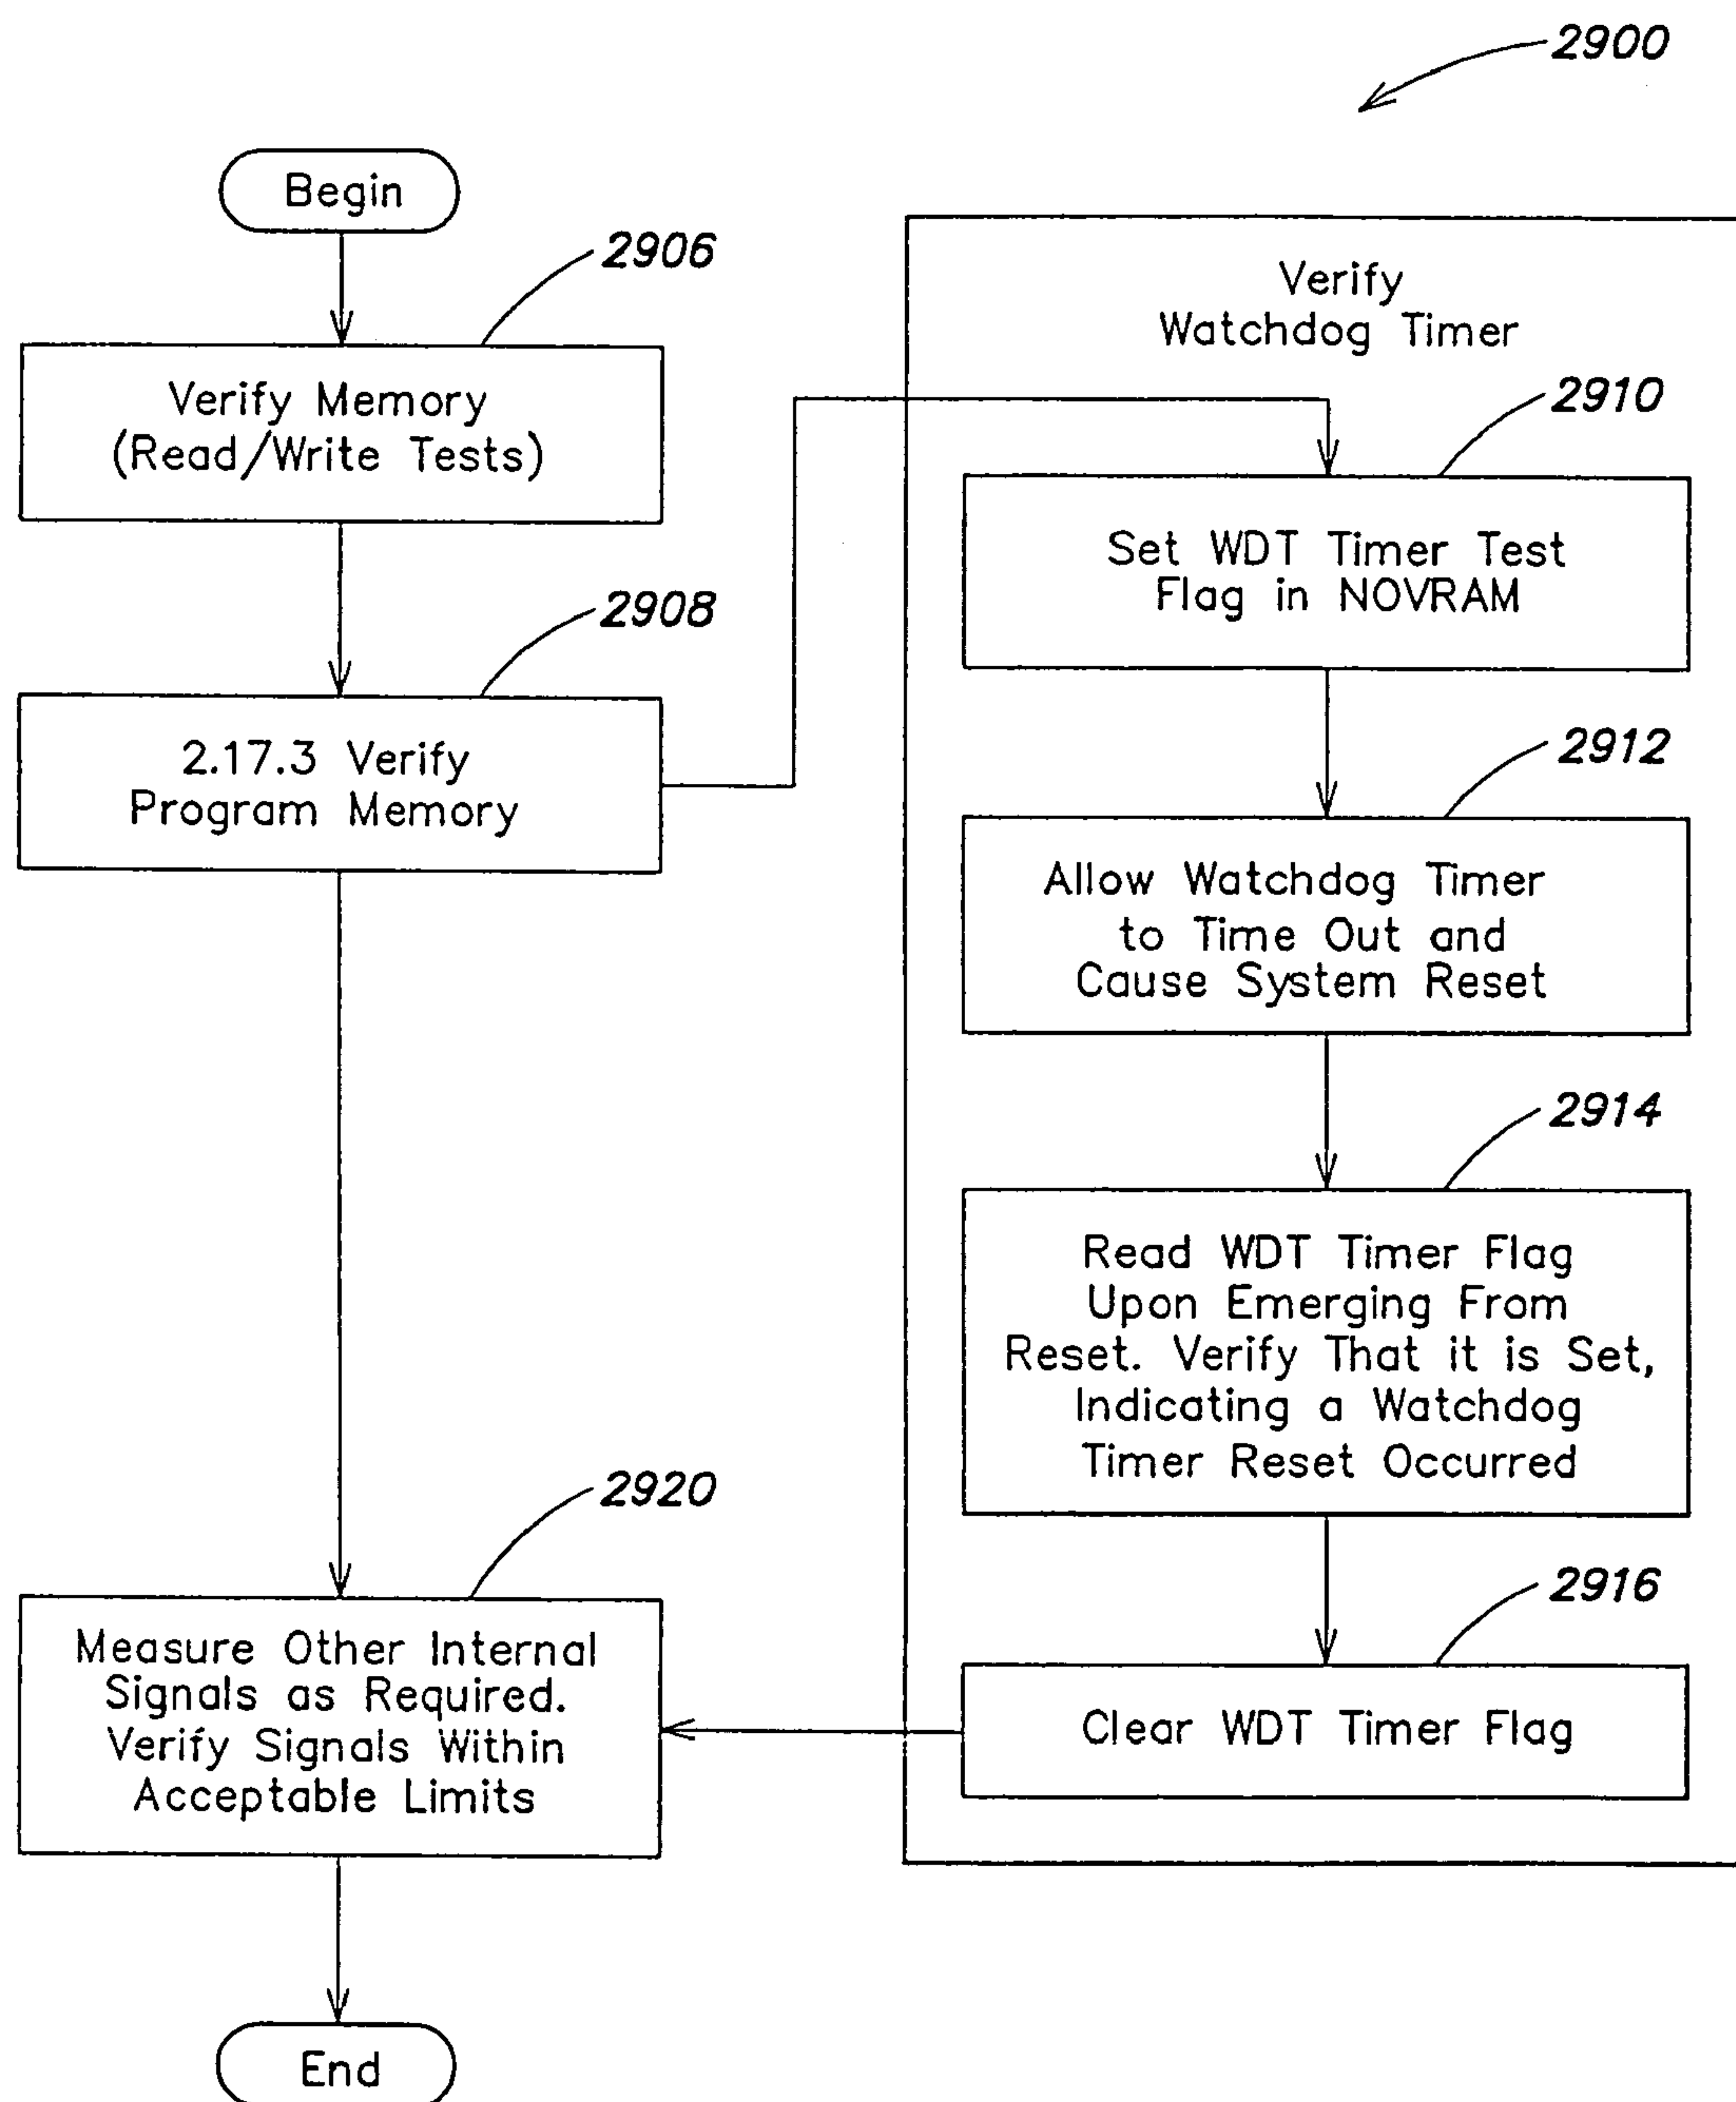 2900
Begin
2906
Verify Memory
(Read/Write Tests)
2908
2.17.3 Verify
Program Memory
Verify
Watchdog Timer
2910
Set WDT Timer Test
Flag in NOVRAM
2912
Allow Watchdog Timer
to Time Out and
Cause System Reset
2914
Read WDT Timer Flag
Upon Emerging From
Reset. Verify That it is Set,
Indicating a Watchdog
Timer Reset Occurred
2916
Clear WDT Timer Flag
2920
Measure Other Internal
Signals as Required.
Verify Signals Within
Acceptable Limits
End